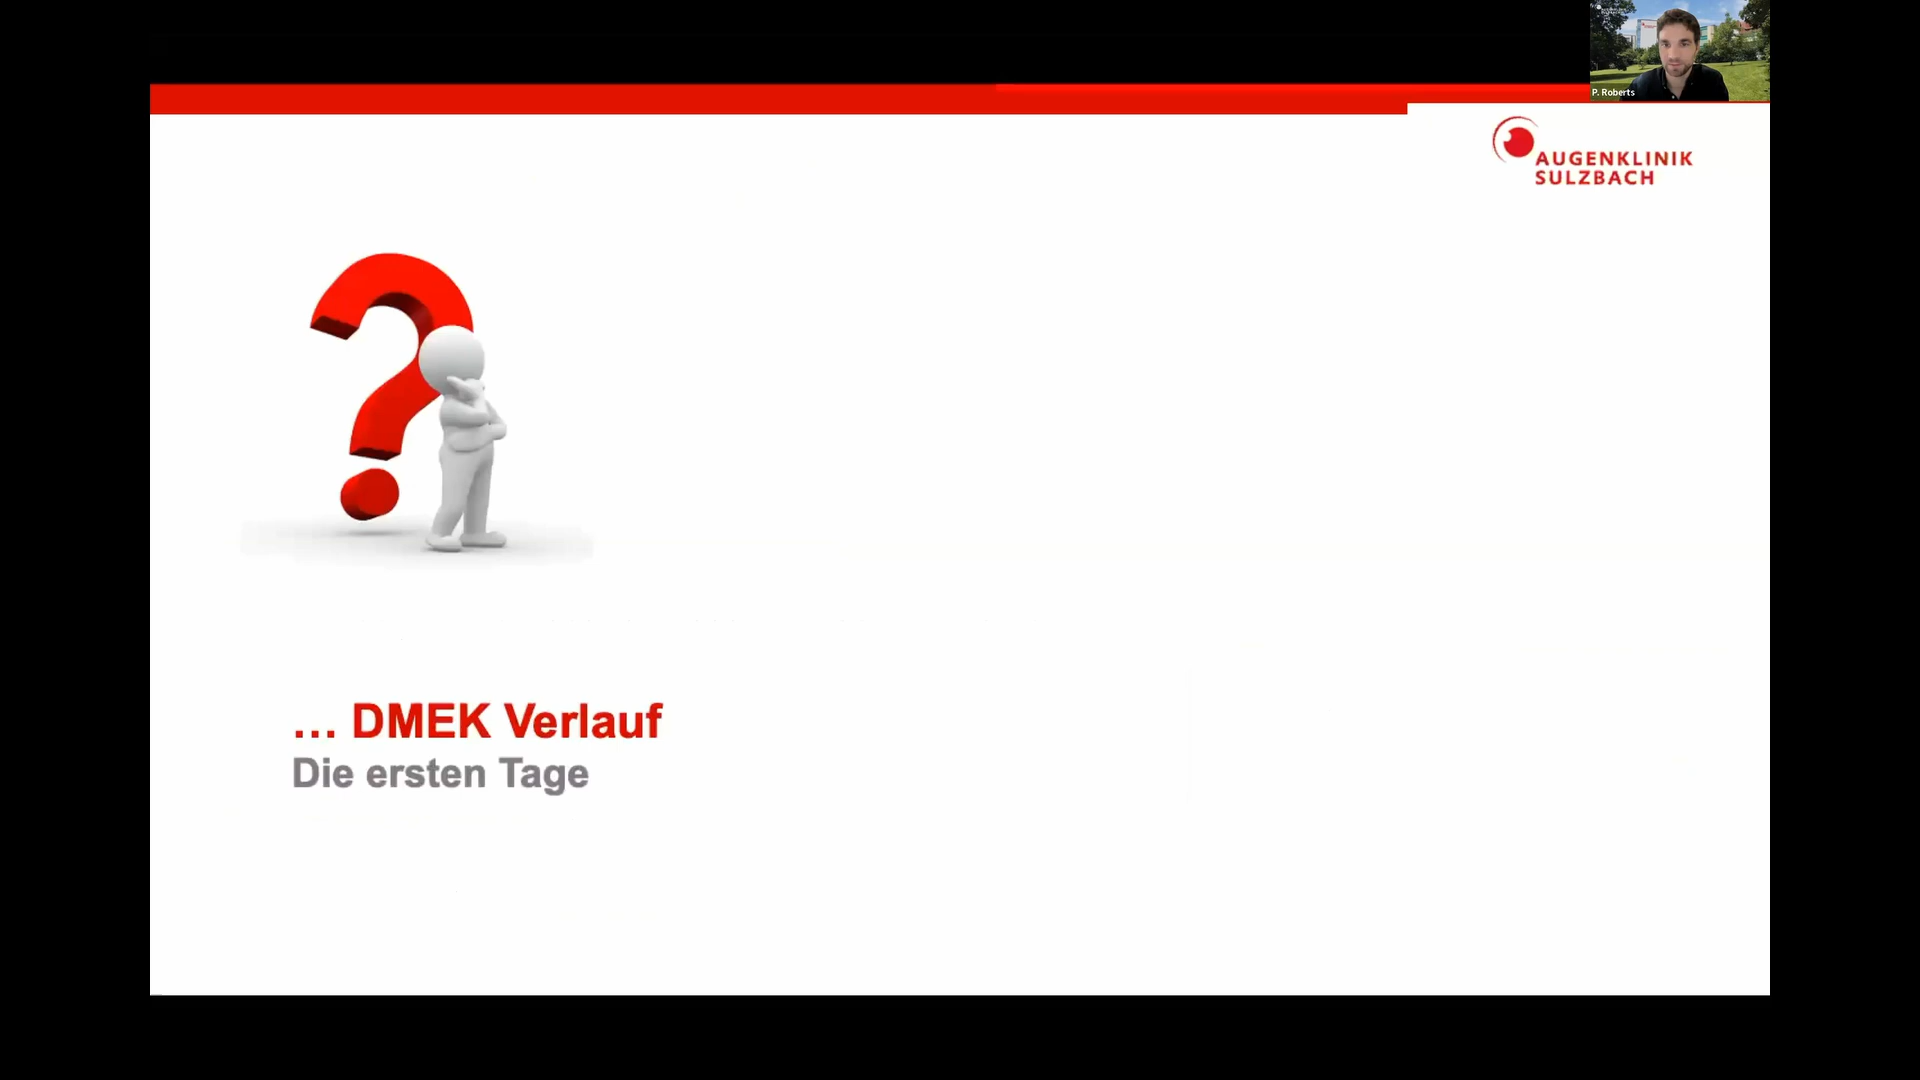 P. Roberts
AUGENKLINIK
SULZBACH
... DMEK Verlauf
Die ersten Tage